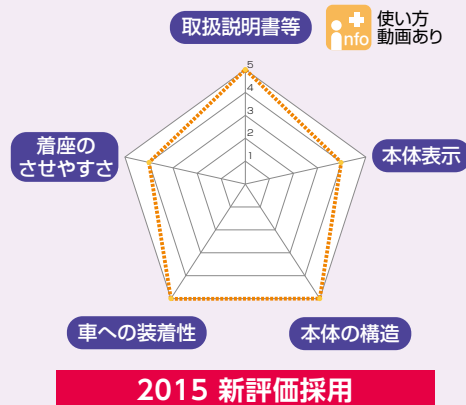 取扱説明書等
info
使い方
動画あり
5
4
3
2
1
着座の
させやすさ
本体表示
車への装着性
本体の構造
2015 新評価採用